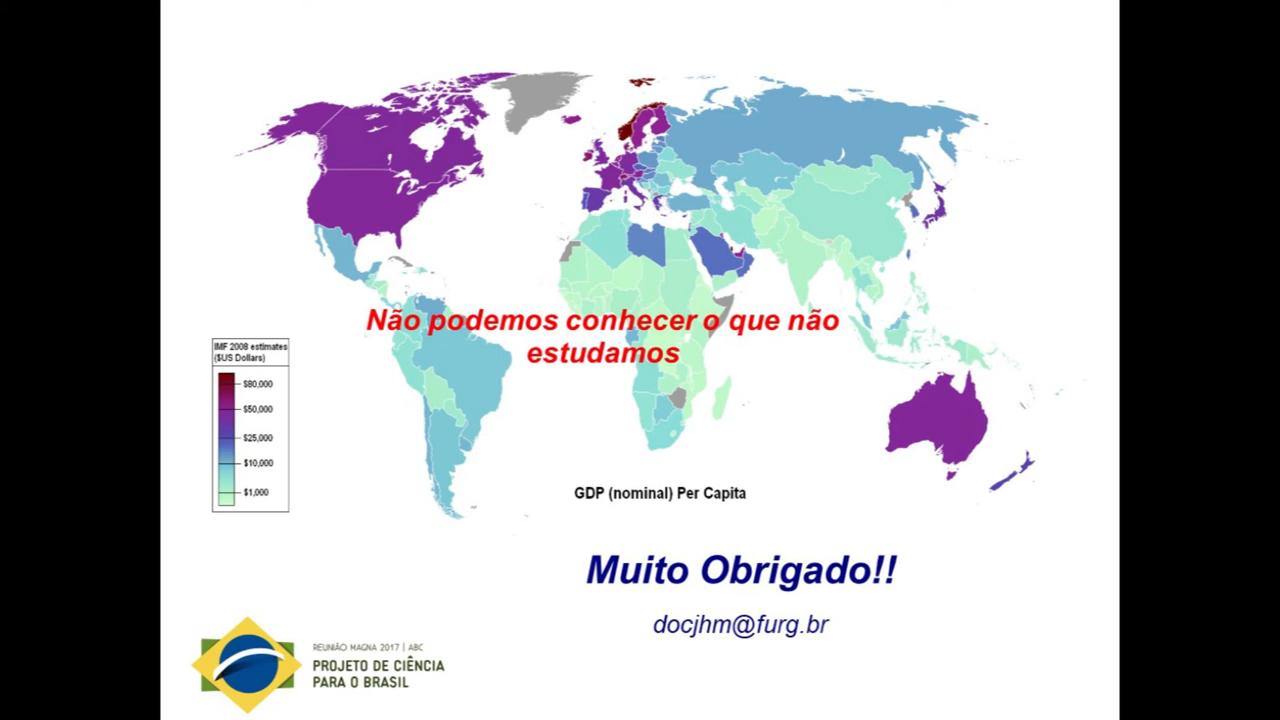 Não podemos conhecer o que não
estudamos
IMF 2008 estimates
($US Dollars)
$80,000
$50,000
$25,000
$10,000
$1,000
GDP (nominal) Per Capita
Muito Obrigado!!
docjhm@furg.br
REUNIÃO MAGNA 2017 | ABC
PROJETO DE CIÊNCIA
PARA O BRASIL